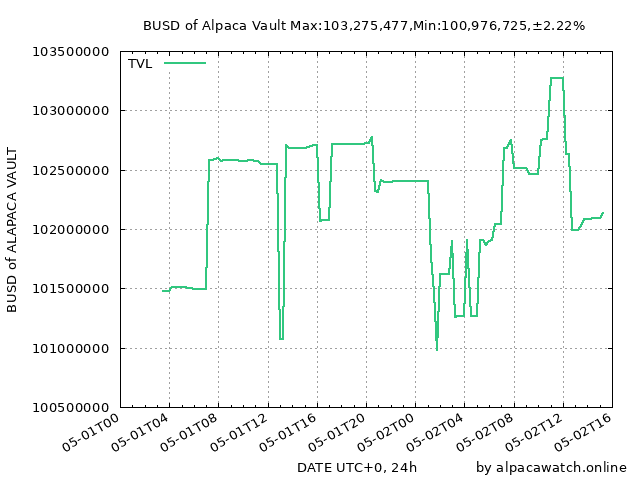 BUSD of Alpaca Vault Max:103,275,477,Min:100,976,725,±2.22%
TVL
103500000
103000000
102500000
102000000
101500000
101000000
100500000
BUSD of ALAPACA VAULT
05-01T00
05-01T04
05-01T08
05-01T12
05-01T16
05-01T20
05-02T00
05-02T04
05-02T08
05-02T12
05-02T16
DATE UTC+0, 24h
by alpacawatch.online